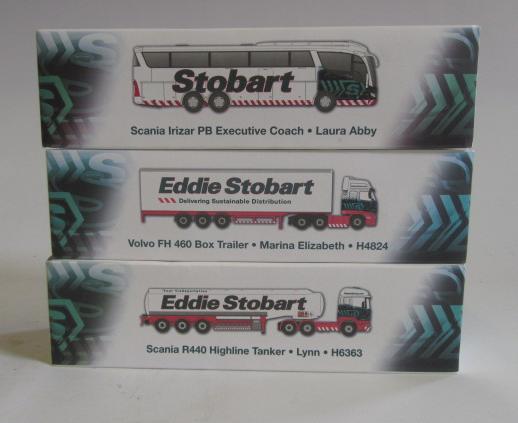 Stobart
Scania Irizar PB Executive Coach • Laura Abby
Eddie Stobart
Delivering Sustainable Distribution
Volvo FH 460 Box Trailer • Marina Elizabeth • H4824
Eddie Stobart
Scania R440 Highline Tanker • Lynn • H6363